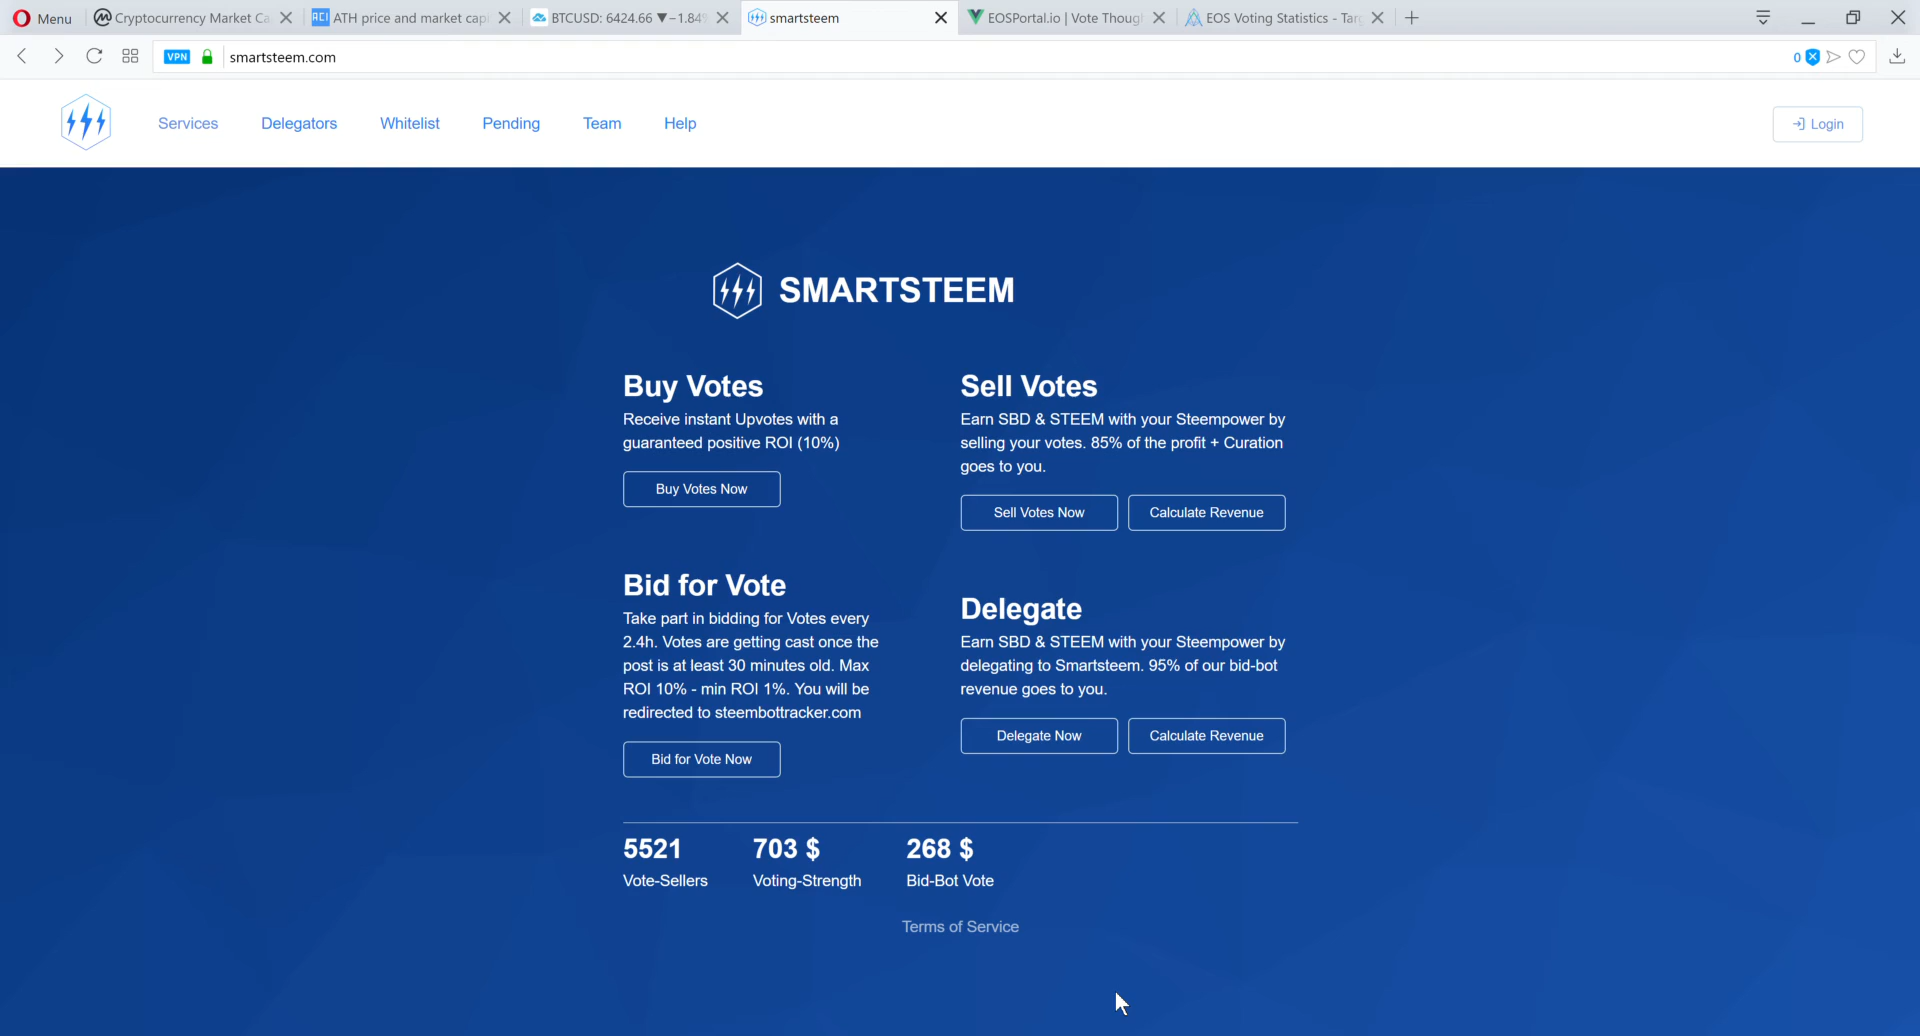 Menu
Cryptocurrency Market Ca
ACI ATH price and market capi
BTCUSD: 6424.66 ▼−1.84%
smartsteem
EOSPortal.io | Vote Though
EOS Voting Statistics - Targ
VPN
smartsteem.com
0
Services
Delegators
Whitelist
Pending
Team
Help
Login
SMARTSTEEM
Buy Votes
Receive instant Upvotes with a
guaranteed positive ROI (10%)
Buy Votes Now
Sell Votes
Earn SBD & STEEM with your Steempower by
selling your votes. 85% of the profit + Curation
goes to you.
Sell Votes Now
Calculate Revenue
Bid for Vote
Take part in bidding for Votes every
2.4h. Votes are getting cast once the
post is at least 30 minutes old. Max
ROI 10% - min ROI 1%. You will be
redirected to steembottracker.com
Bid for Vote Now
Delegate
Earn SBD & STEEM with your Steempower by
delegating to Smartsteem. 95% of our bid-bot
revenue goes to you.
Delegate Now
Calculate Revenue
5521
Vote-Sellers
703 $
Voting-Strength
268 $
Bid-Bot Vote
Terms of Service